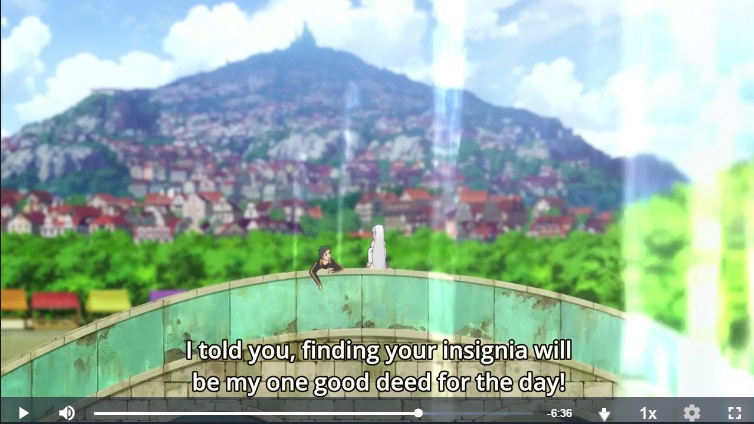 I told you, finding your insignia will
be my one good deed for the day!
-6:36
1x